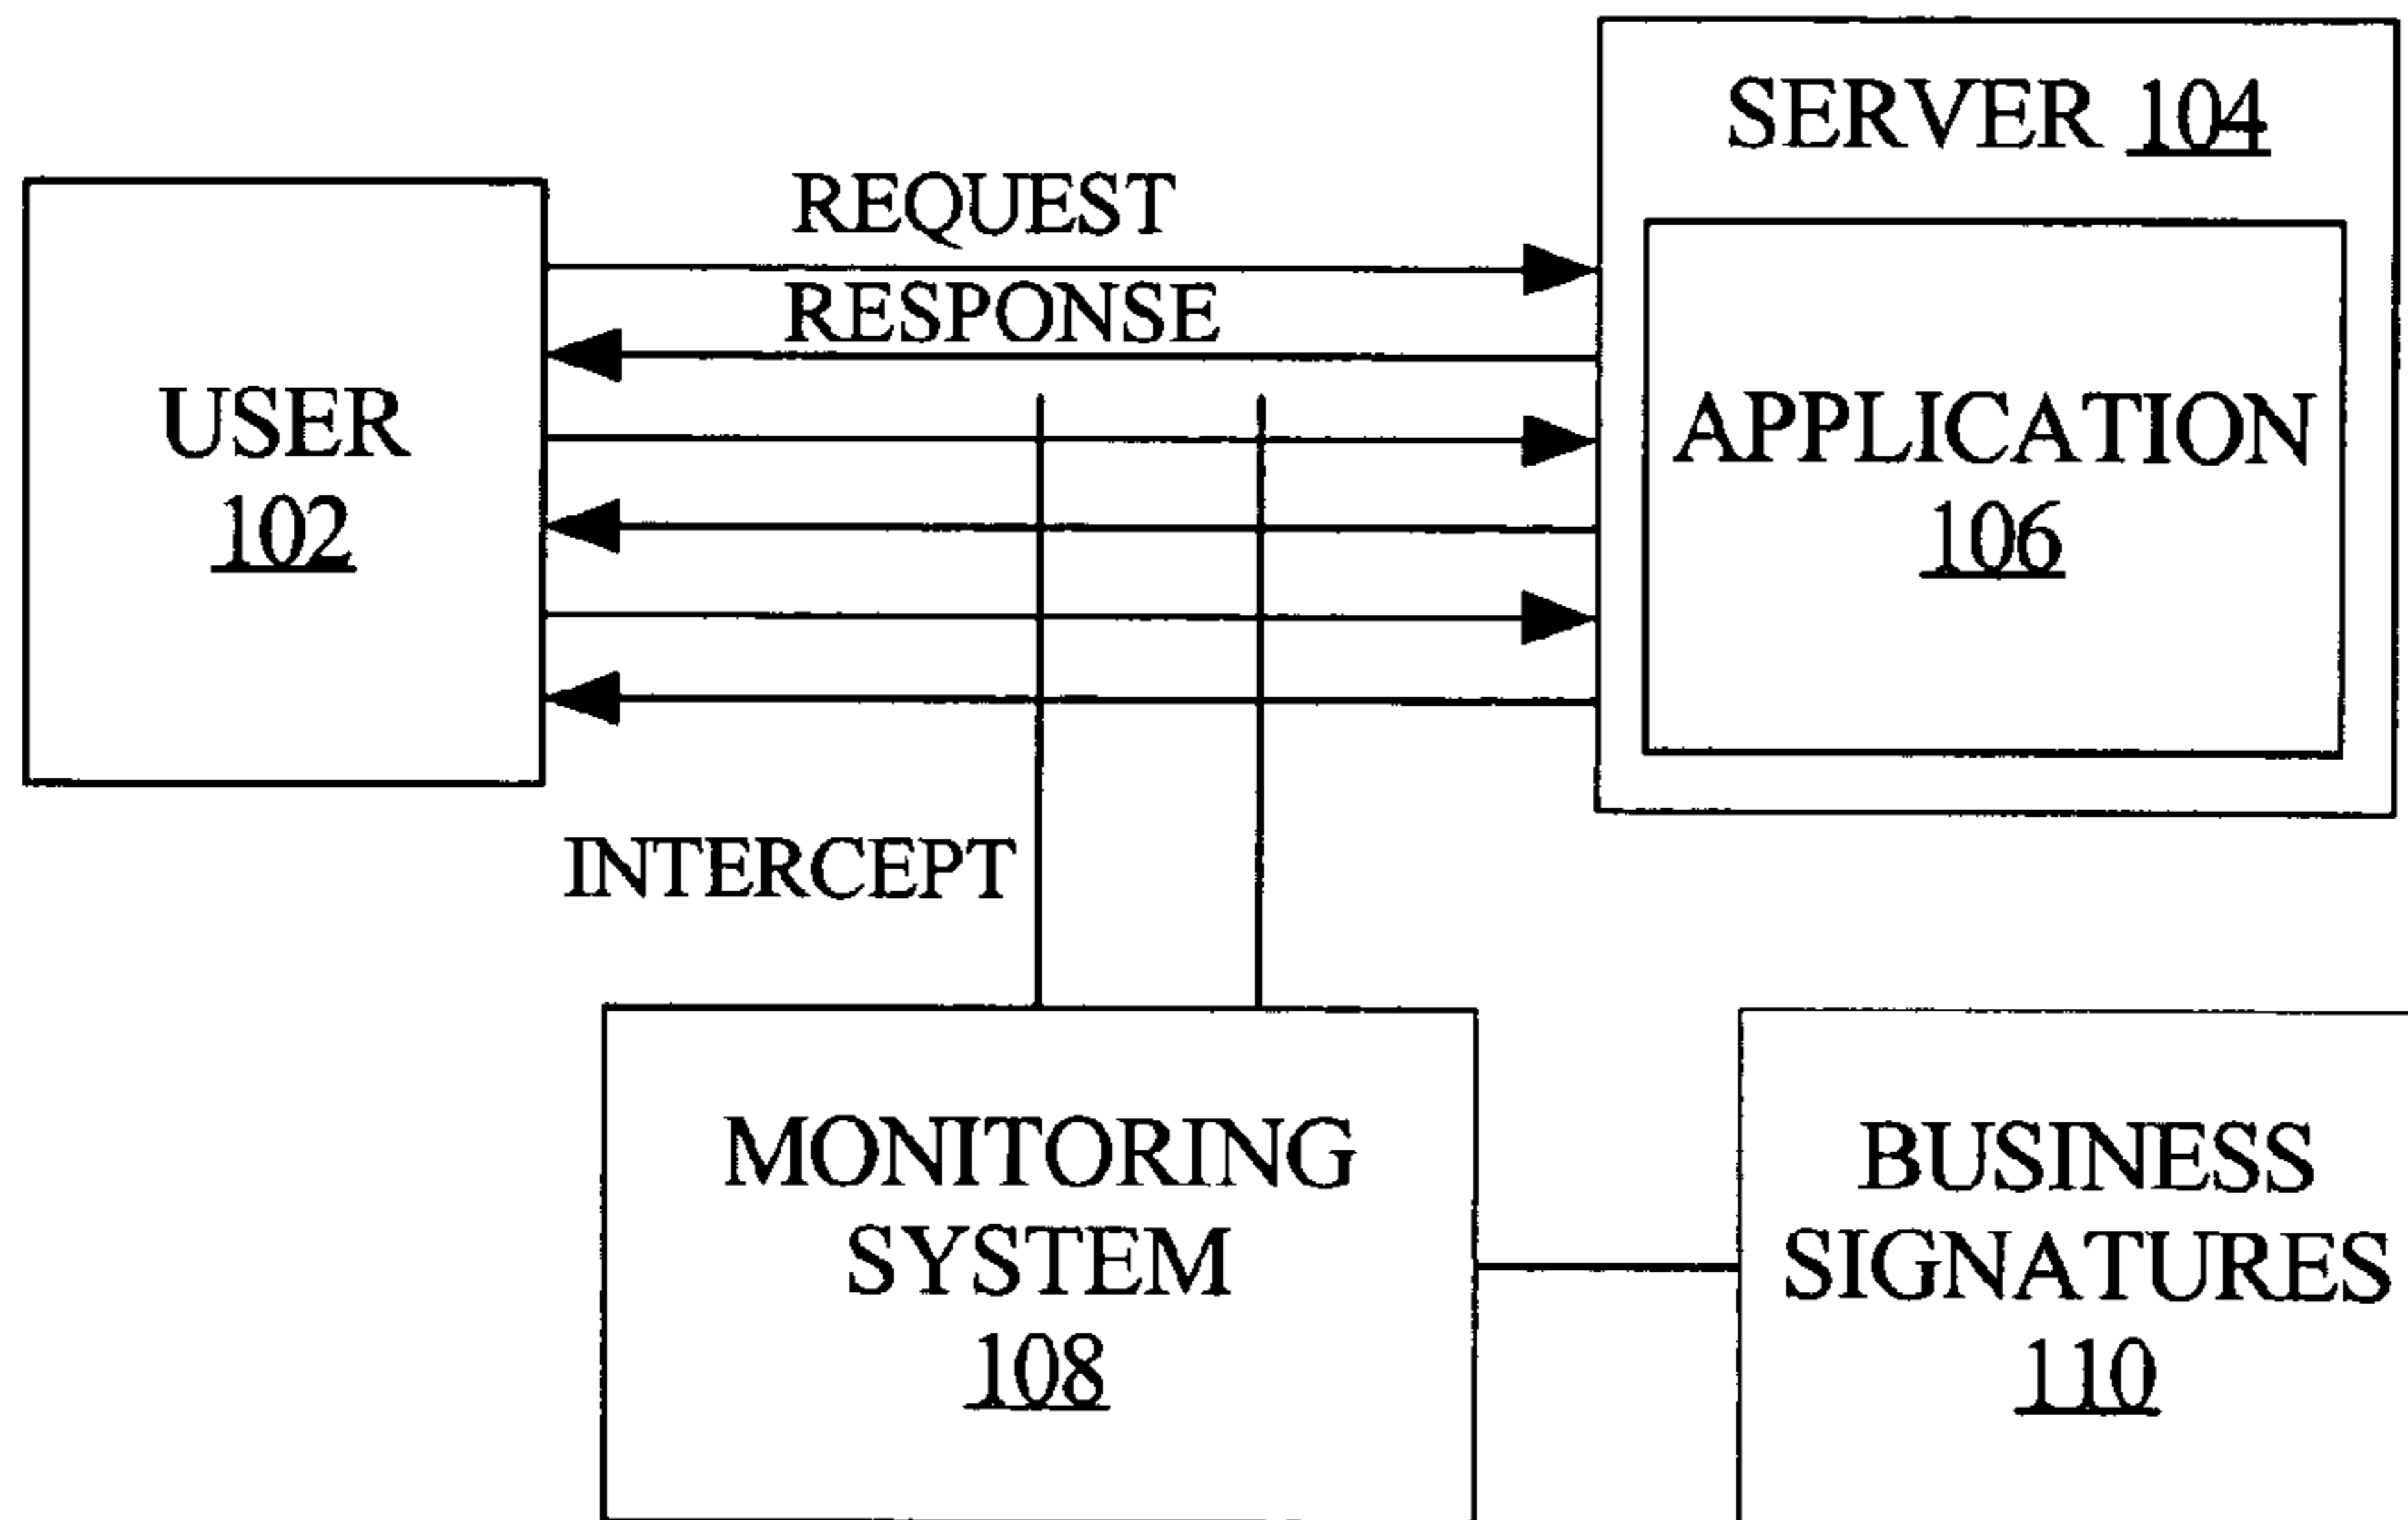 SERVER 104
REQUEST
RESPONSE
USER
102
APPLICATION
106
INTERCEPT
MONITORING
SYSTEM
108
BUSINESS
SIGNATURES
110